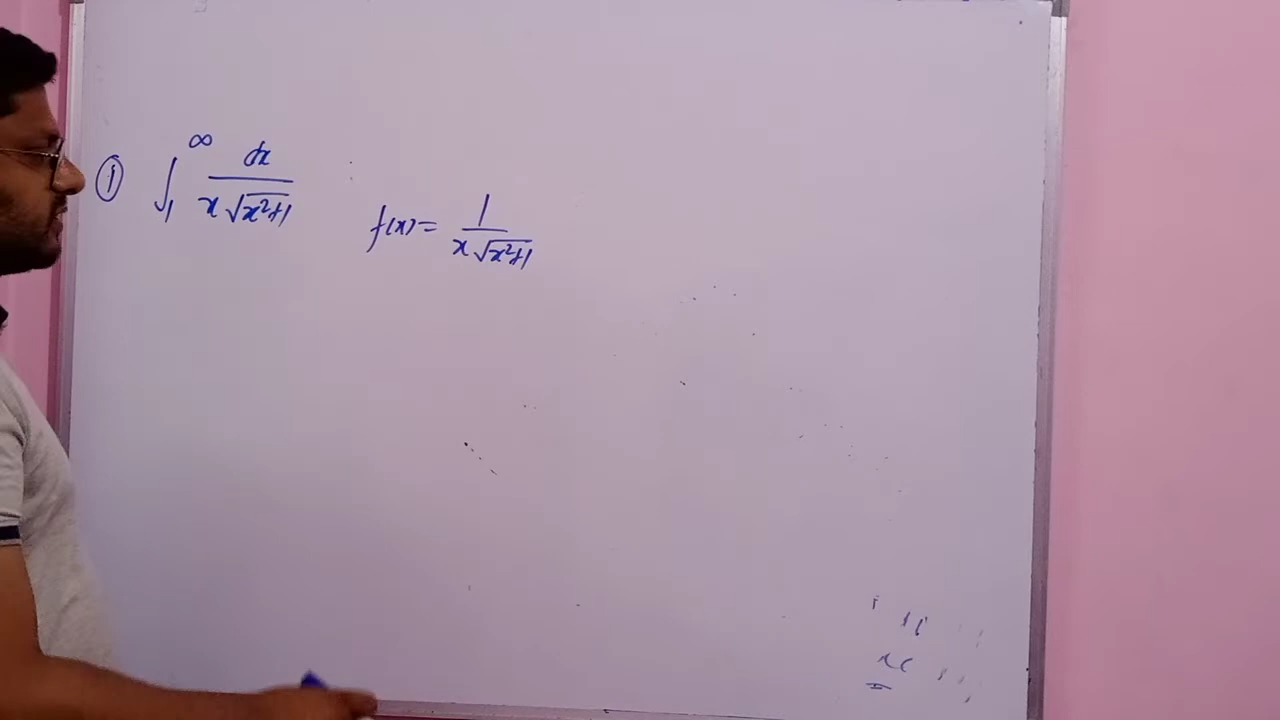 ① ∫₁^∞ dx / x√x²+1
f(x) = 1 / x√x²+1